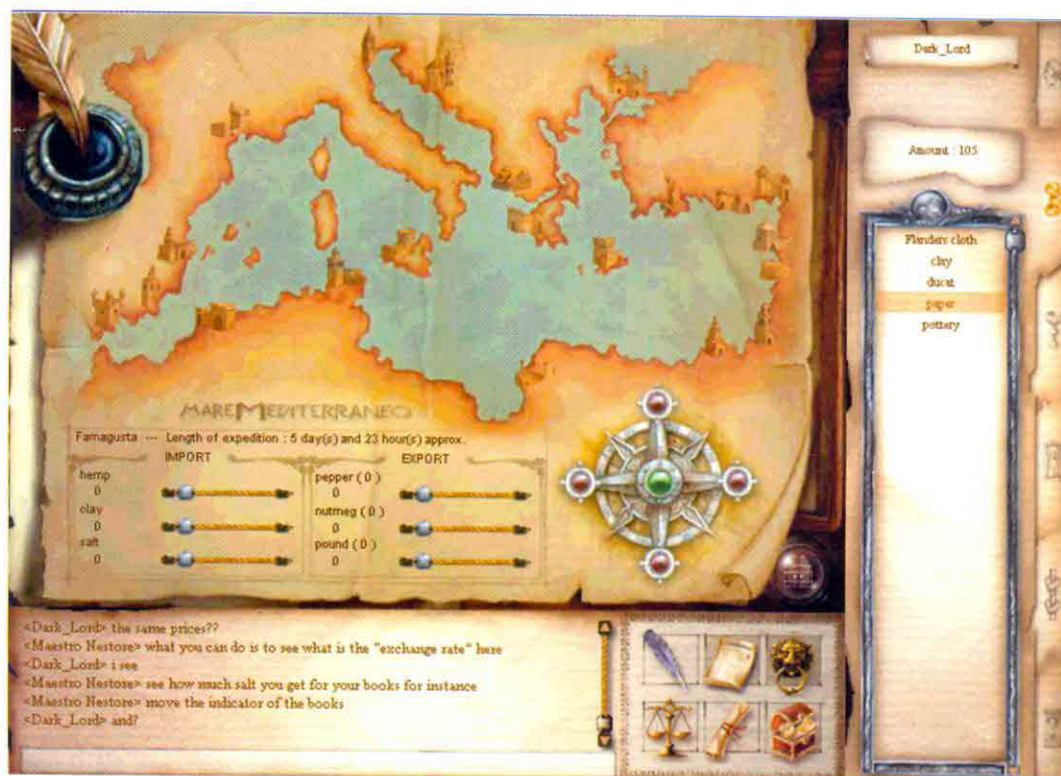 Dark_Lord
Amount : 105
Flanders cloth
clay
ducat
paper
pottery
MARE MEDITERRANEO
Famagusta --- Length of expedition : 5 day(s) and 23 hour(s) approx.
IMPORT
EXPORT
hemp
0
pepper ( 0 )
0
clay
0
nutmeg ( 0 )
0
salt
0
pound ( 0 )
0
<Dark_Lord> the same prices??
<Maestro Nestore> what you can do is to see what is the "exchange rate" here
<Dark_Lord> i see
<Maestro Nestore> see how much salt you get for your books for instance
<Maestro Nestore> move the indicator of the books
<Dark_Lord> and?